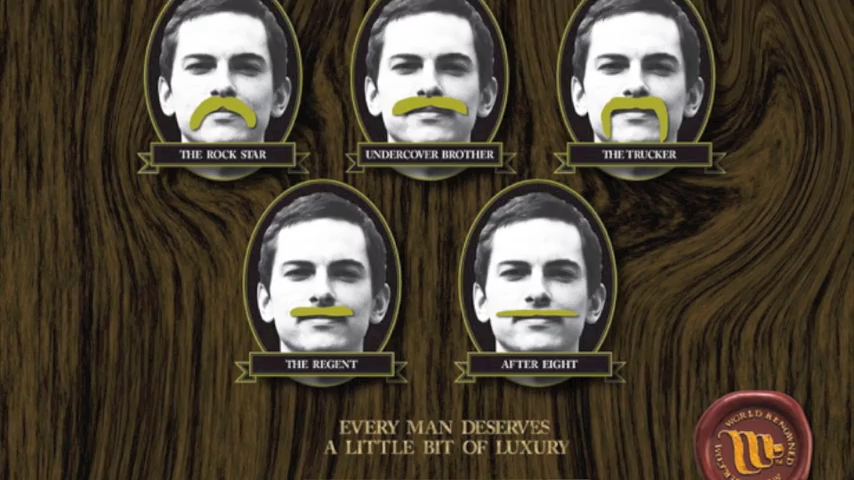 THE ROCK STAR
UNDERCOVER BROTHER
THE TRUCKER
THE REGENT
AFTER EIGHT
EVERY MAN DESERVES
A LITTLE BIT OF LUXURY
WORLD RENOWNED